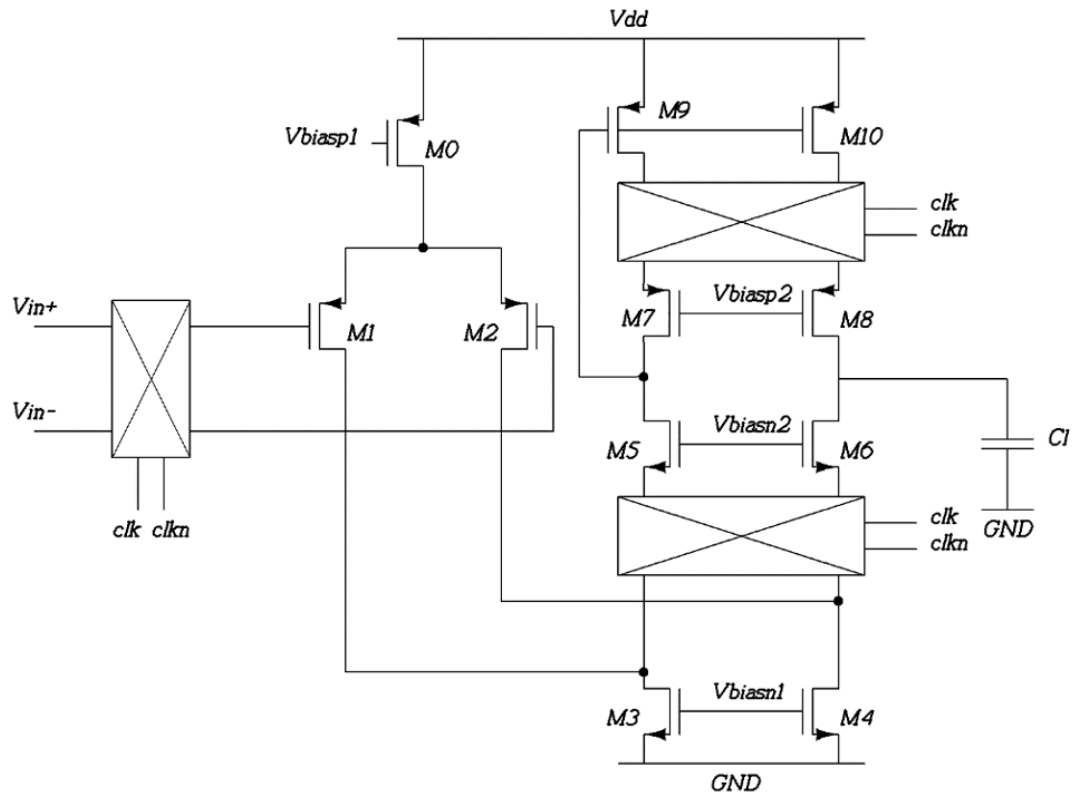 Vdd
M9
Vbiasp1
M0
M10
clk
clkn
Vin+
M1
M2
Vbiasp2
M7
M8
Vin-
Vbiasn2
M5
M6
Cl
clk
clkn
clk
clkn
GND
Vbiasn1
M3
M4
GND